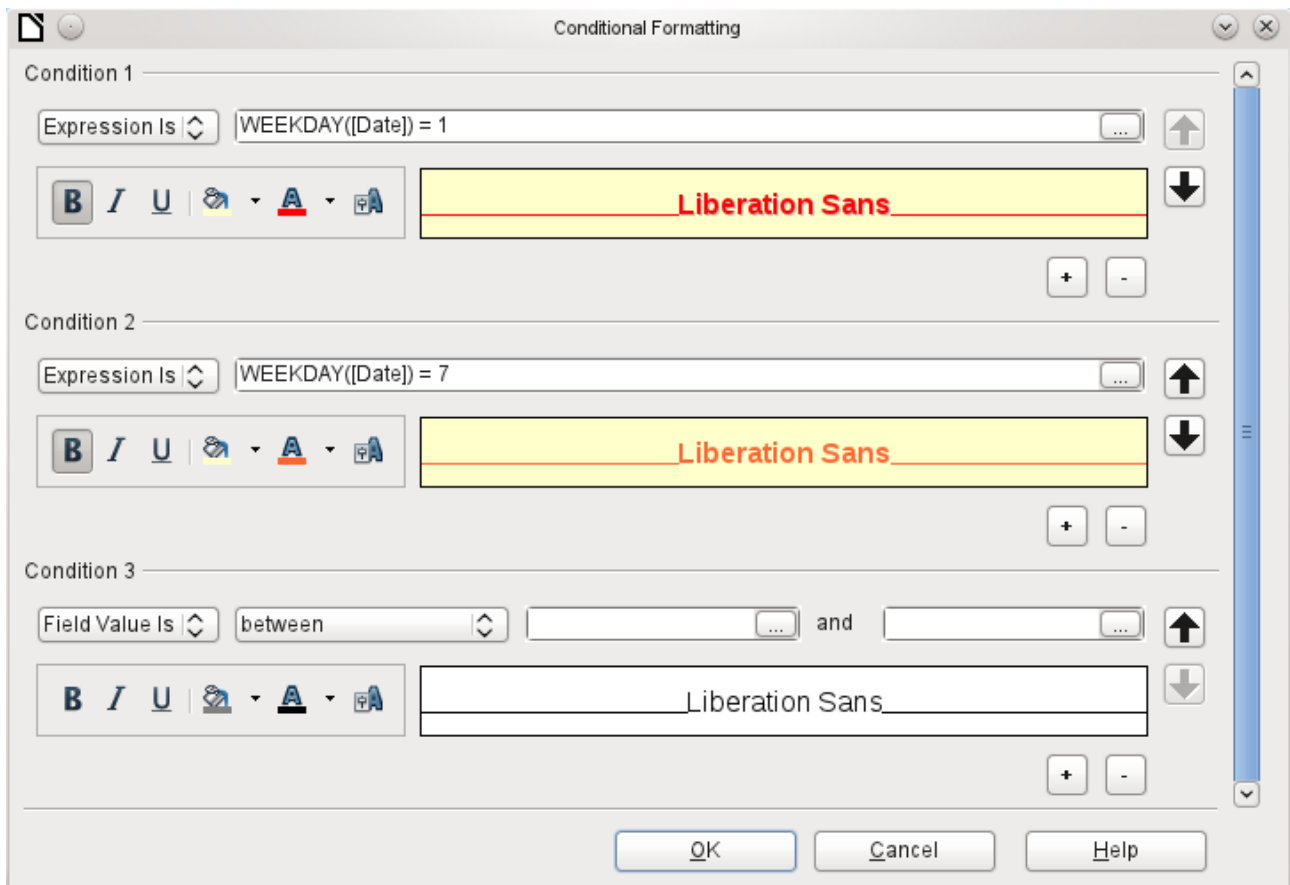 Conditional Formatting
Condition 1
Expression Is WEEKDAY([Date]) = 1 ...
B I U A A Liberation Sans
+ -
Condition 2
Expression Is WEEKDAY([Date]) = 7 ...
B I U A A Liberation Sans
+ -
Condition 3
Field Value Is between ... and ...
B I U A A Liberation Sans
+ -
OK Cancel Help